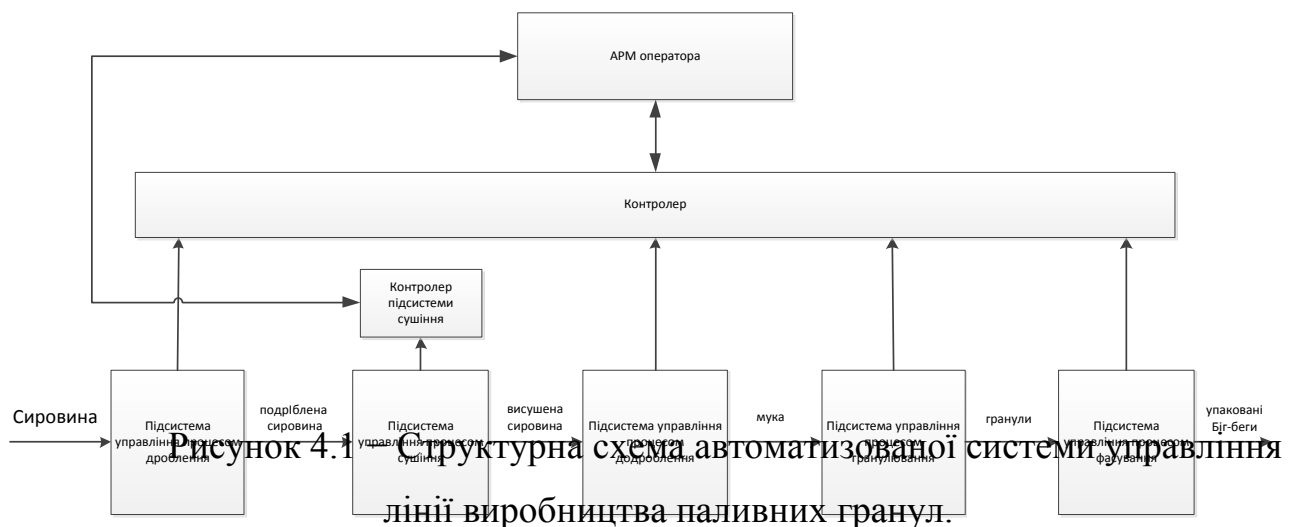 АРМ оператора
Контролер
Контролер
підсистеми
сушіння
Сировина
Підсистема
управління процесом
дроблення
подріблена
сировина
Підсистема
управління процесом
сушіння
висушена
сировина
Підсистема управління
процесом
додроблення
мука
Підсистема управління
процесом
гранулювання
гранули
Підсистема
управління процесом
фасування
упаковані
Біг-беги
Рисунок 4.1 – Структурна схема автоматизованої системи управління
лінії виробництва паливних гранул.